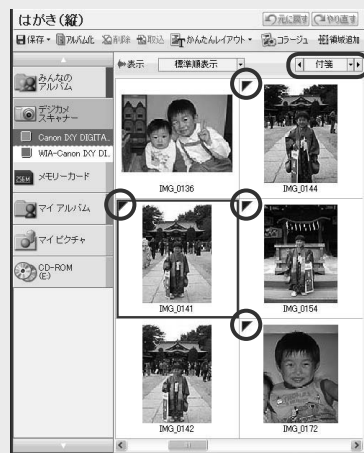 はがき(縦)
元に戻す やり直す
保存 アルバム化 削除 取込 かんたんレイアウト コラージュ 領域追加
表示 標準順表示 付箋
みんなの
アルバム
デジカメ
スキャナー
Canon IXY DIGITA..
WIA-Canon IXY DI..
メモリーカード
マイ アルバム
マイ ピクチャ
CD-ROM
(E)
IMG_0136
IMG_0144
IMG_0141
IMG_0154
IMG_0142
IMG_0172